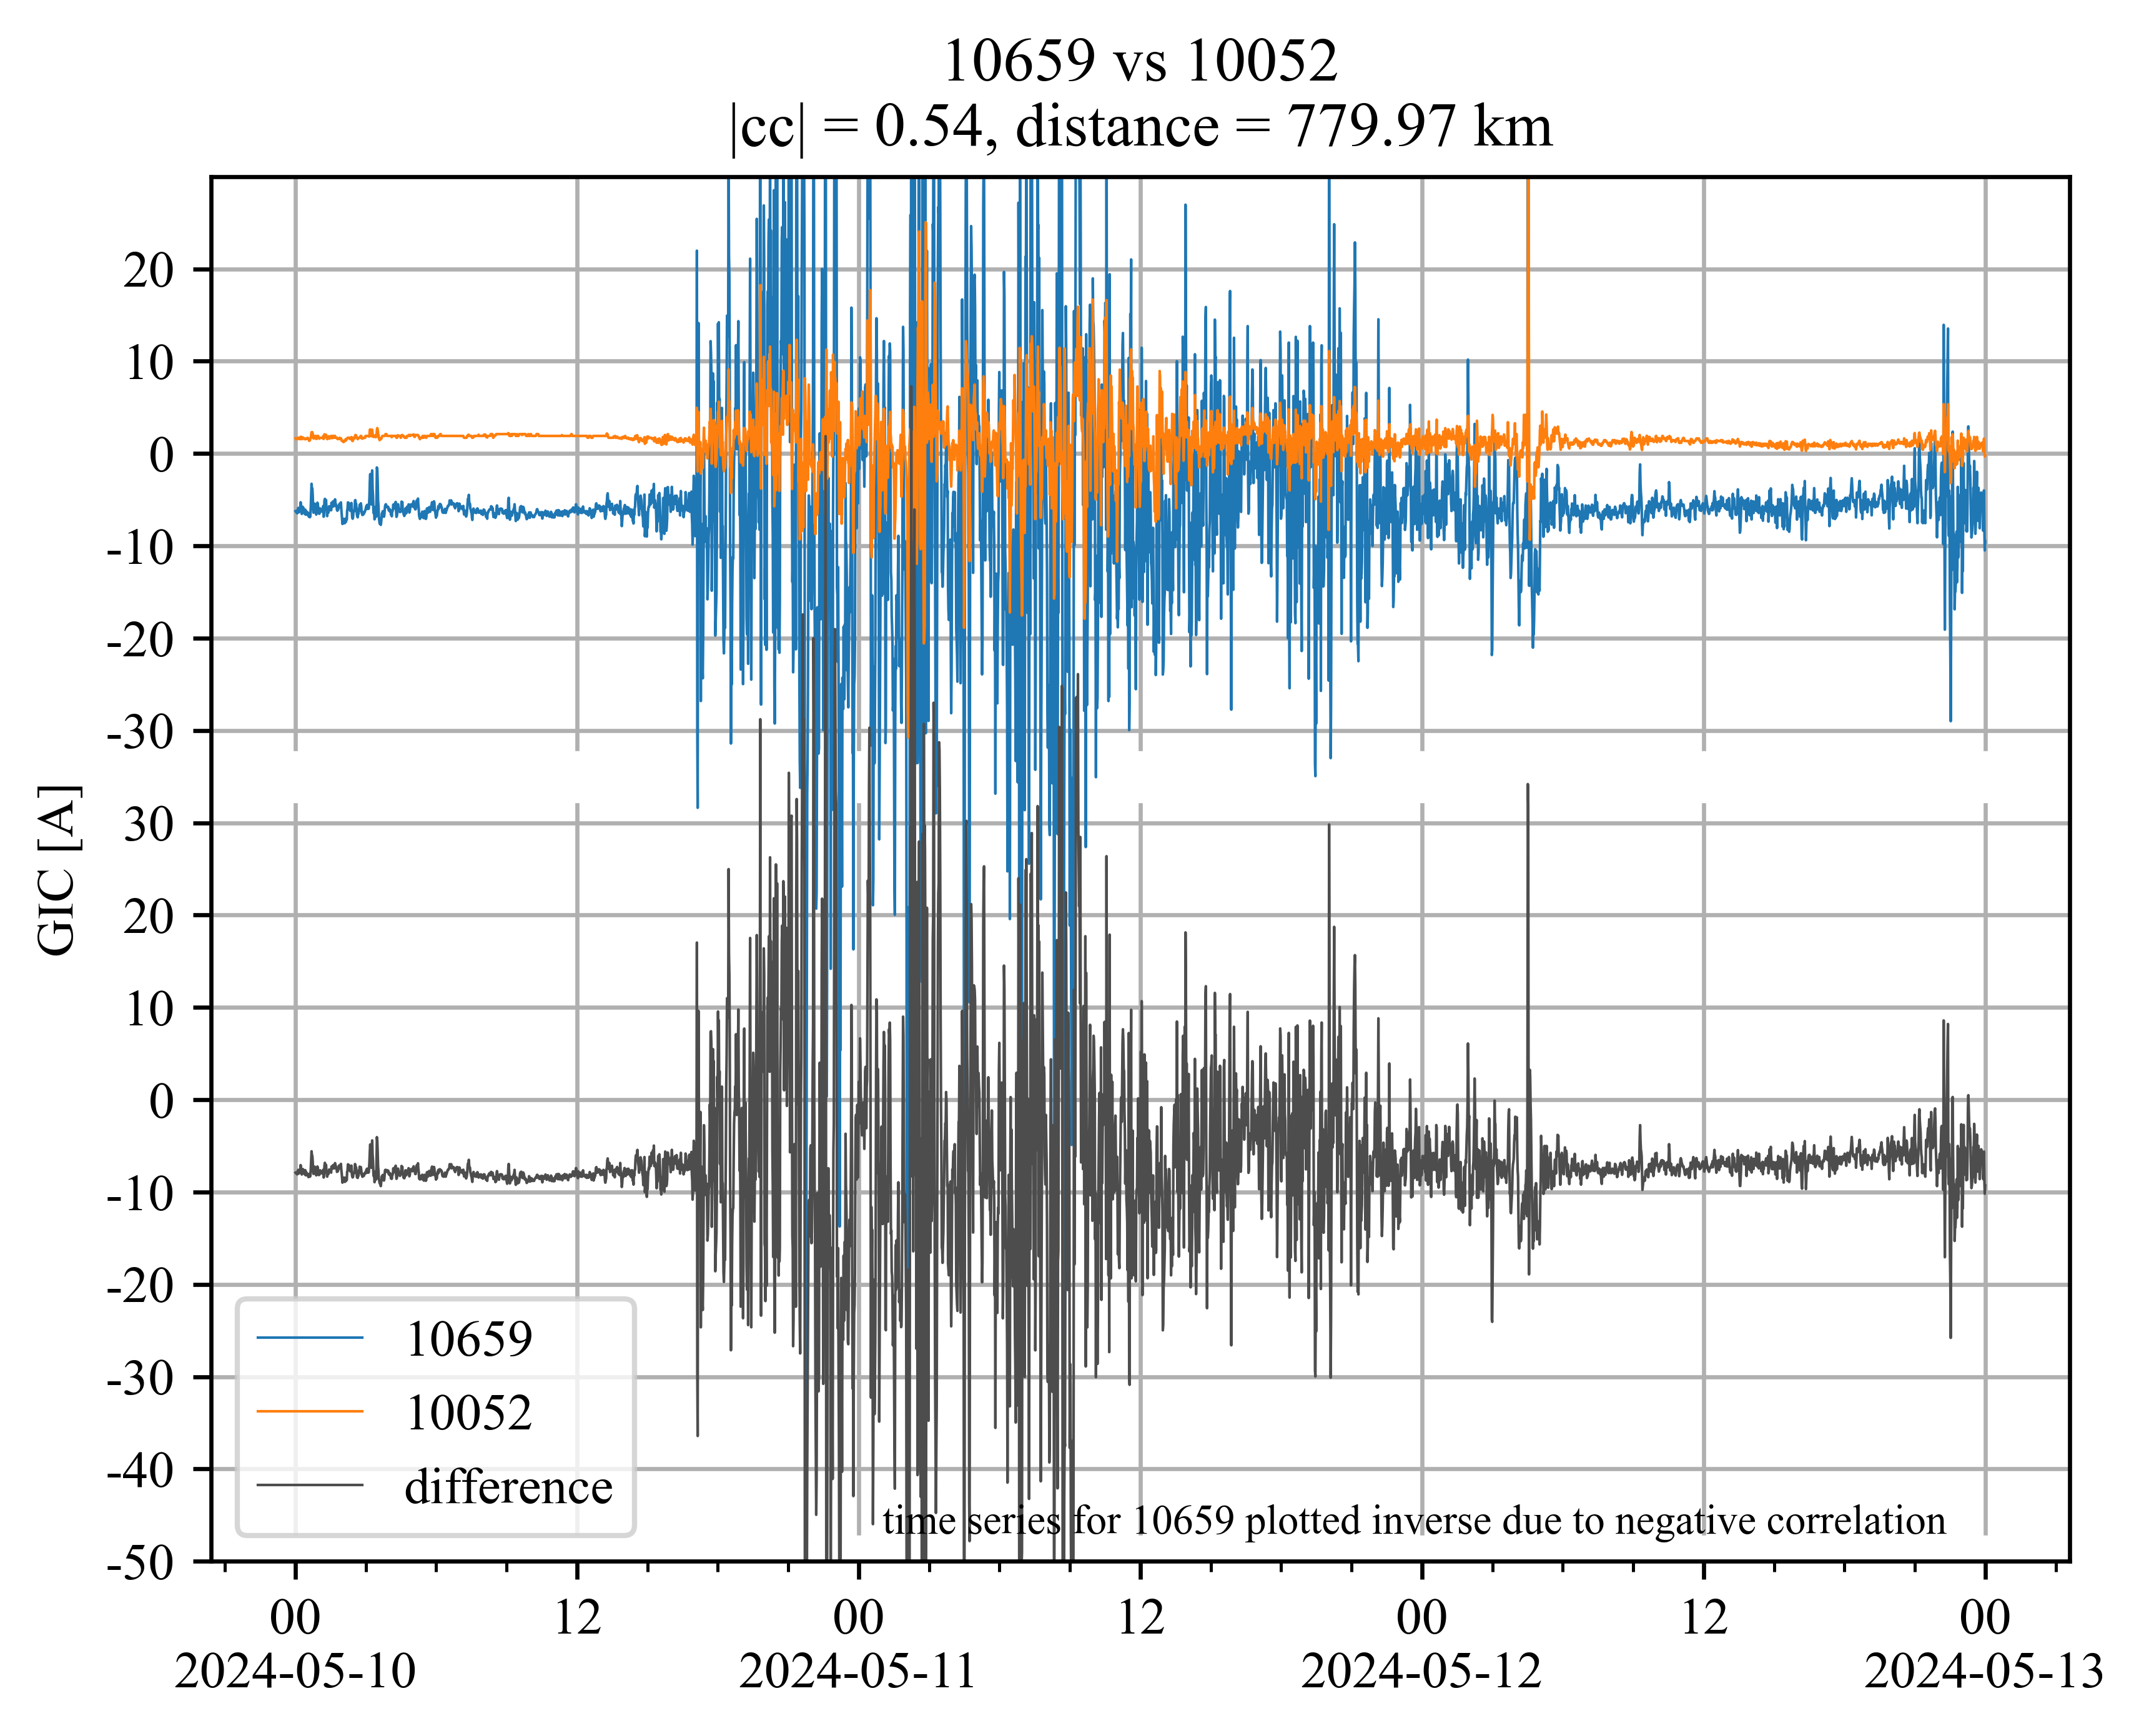 10659 vs 10052
|cc| = 0.54, distance = 779.97 km
GIC [A]
20
10
0
-10
-20
-30
30
20
10
0
-10
-20
-30
-40
-50
10659
10052
difference
time series for 10659 plotted inverse due to negative correlation
00 12 00 12 00 12 00
2024-05-10 2024-05-11 2024-05-12 2024-05-13